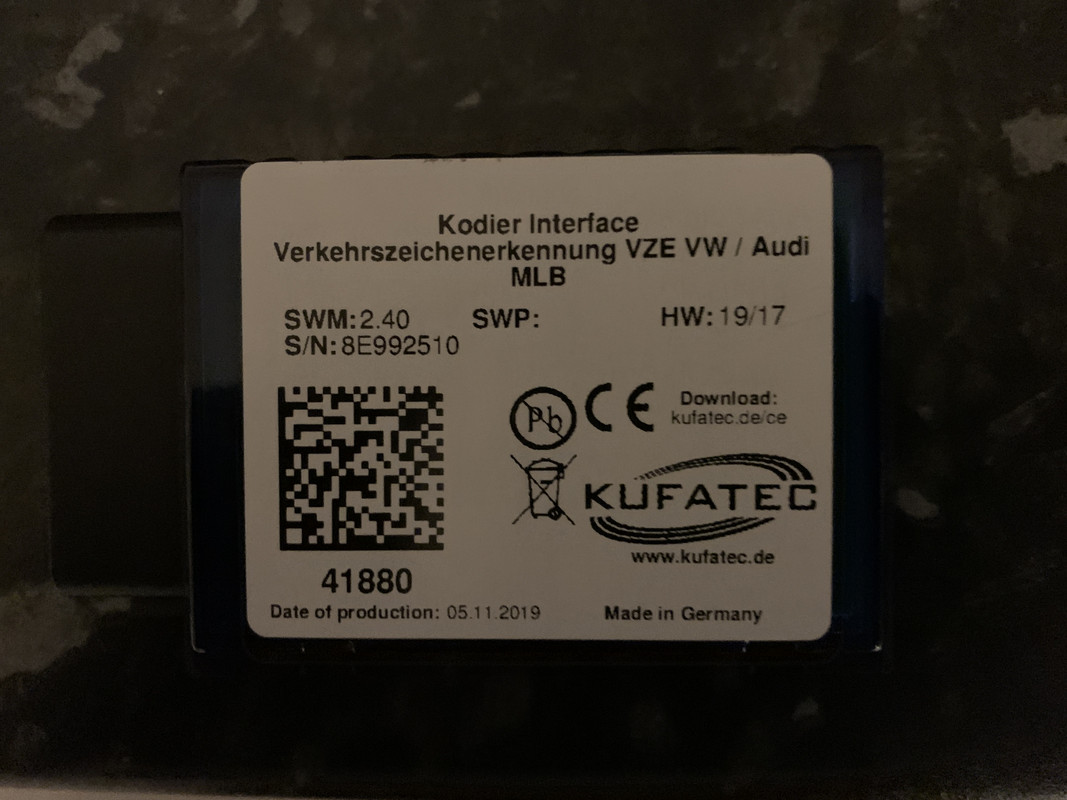 Kodier Interface
Verkehrszeichenerkennung VZE VW / Audi
MLB
SWM: 2.40 SWP: HW: 19/17
S/N: 8E992510
Pb CE Download:
kufatec.de/ce
KUFATEC
www.kufatec.de
41880
Date of production: 05.11.2019 Made in Germany